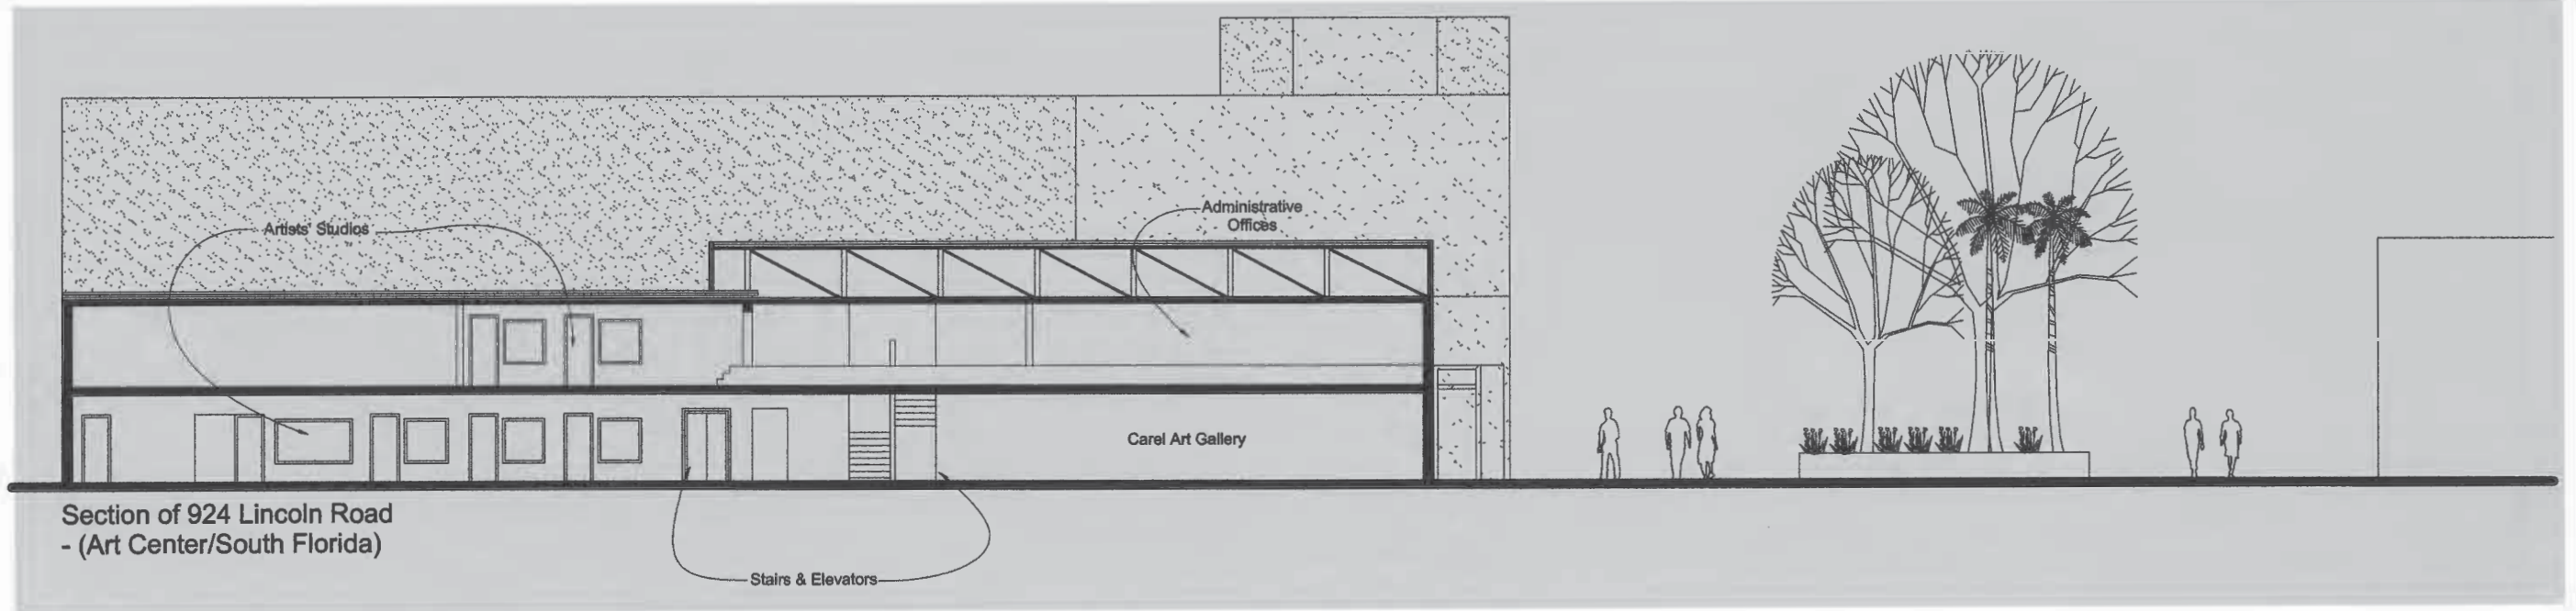 Artists' Studios
Administrative
Offices
Carel Art Gallery
Section of 924 Lincoln Road
- (Art Center/South Florida)
Stairs & Elevators